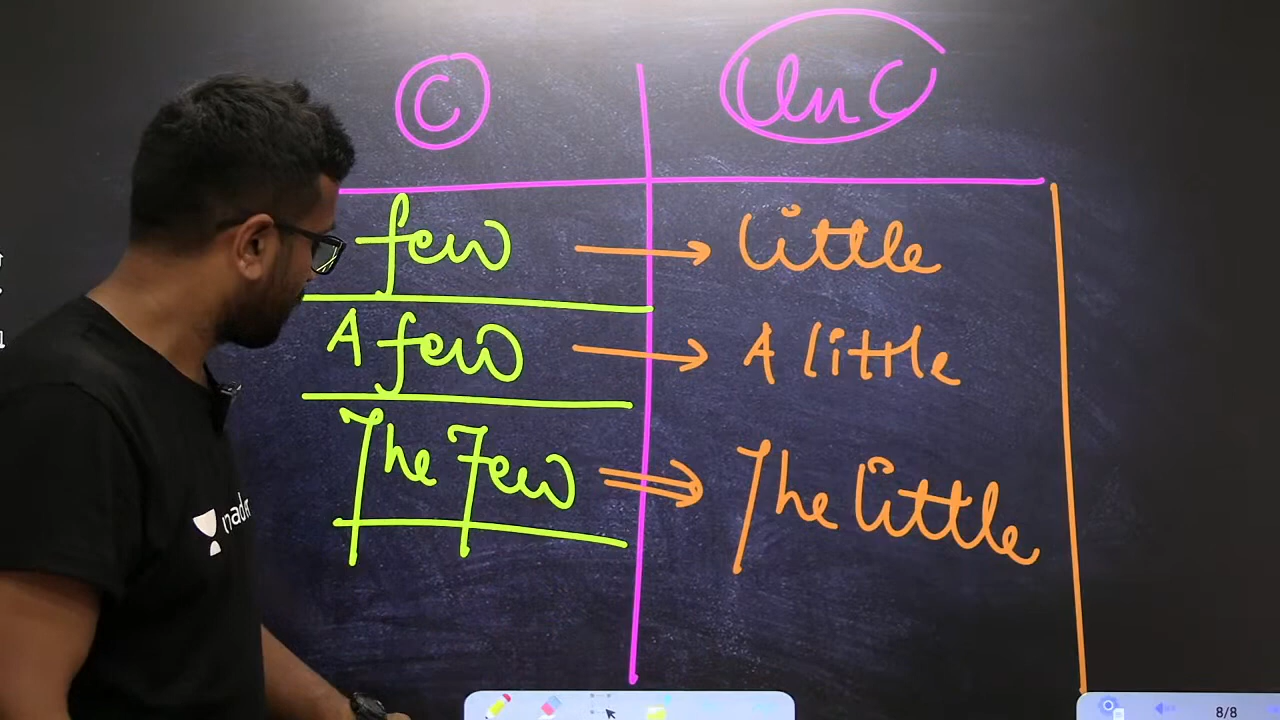 C UnC
few → little
A few → A little
The Few ⇒ The little
8/8